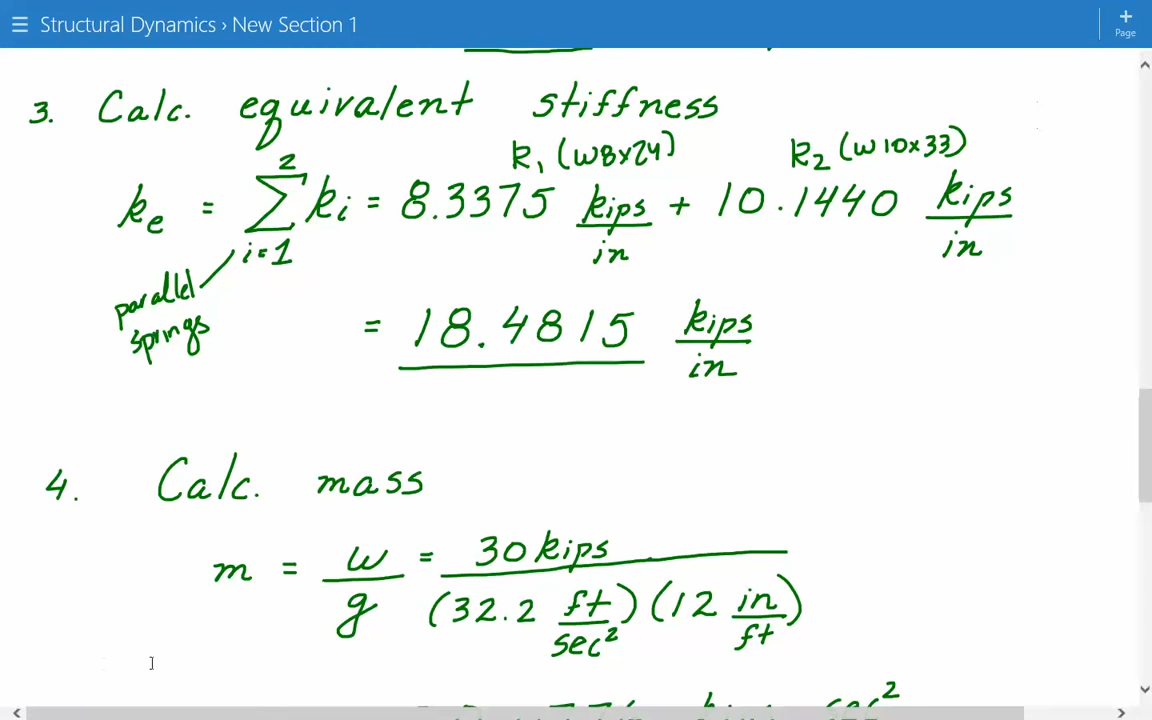 Structural Dynamics › New Section 1
+ Page
3. Calc. equivalent stiffness
k1 (W8x24) k2 (W10x33)
ke = 2∑i=1 ki = 8.3375 kips/in + 10.1440 kips/in
parallel
springs
= 18.4815 kips/in
4. Calc. mass
m = w/g = 30 kips / (32.2 ft/sec²)(12 in/ft)